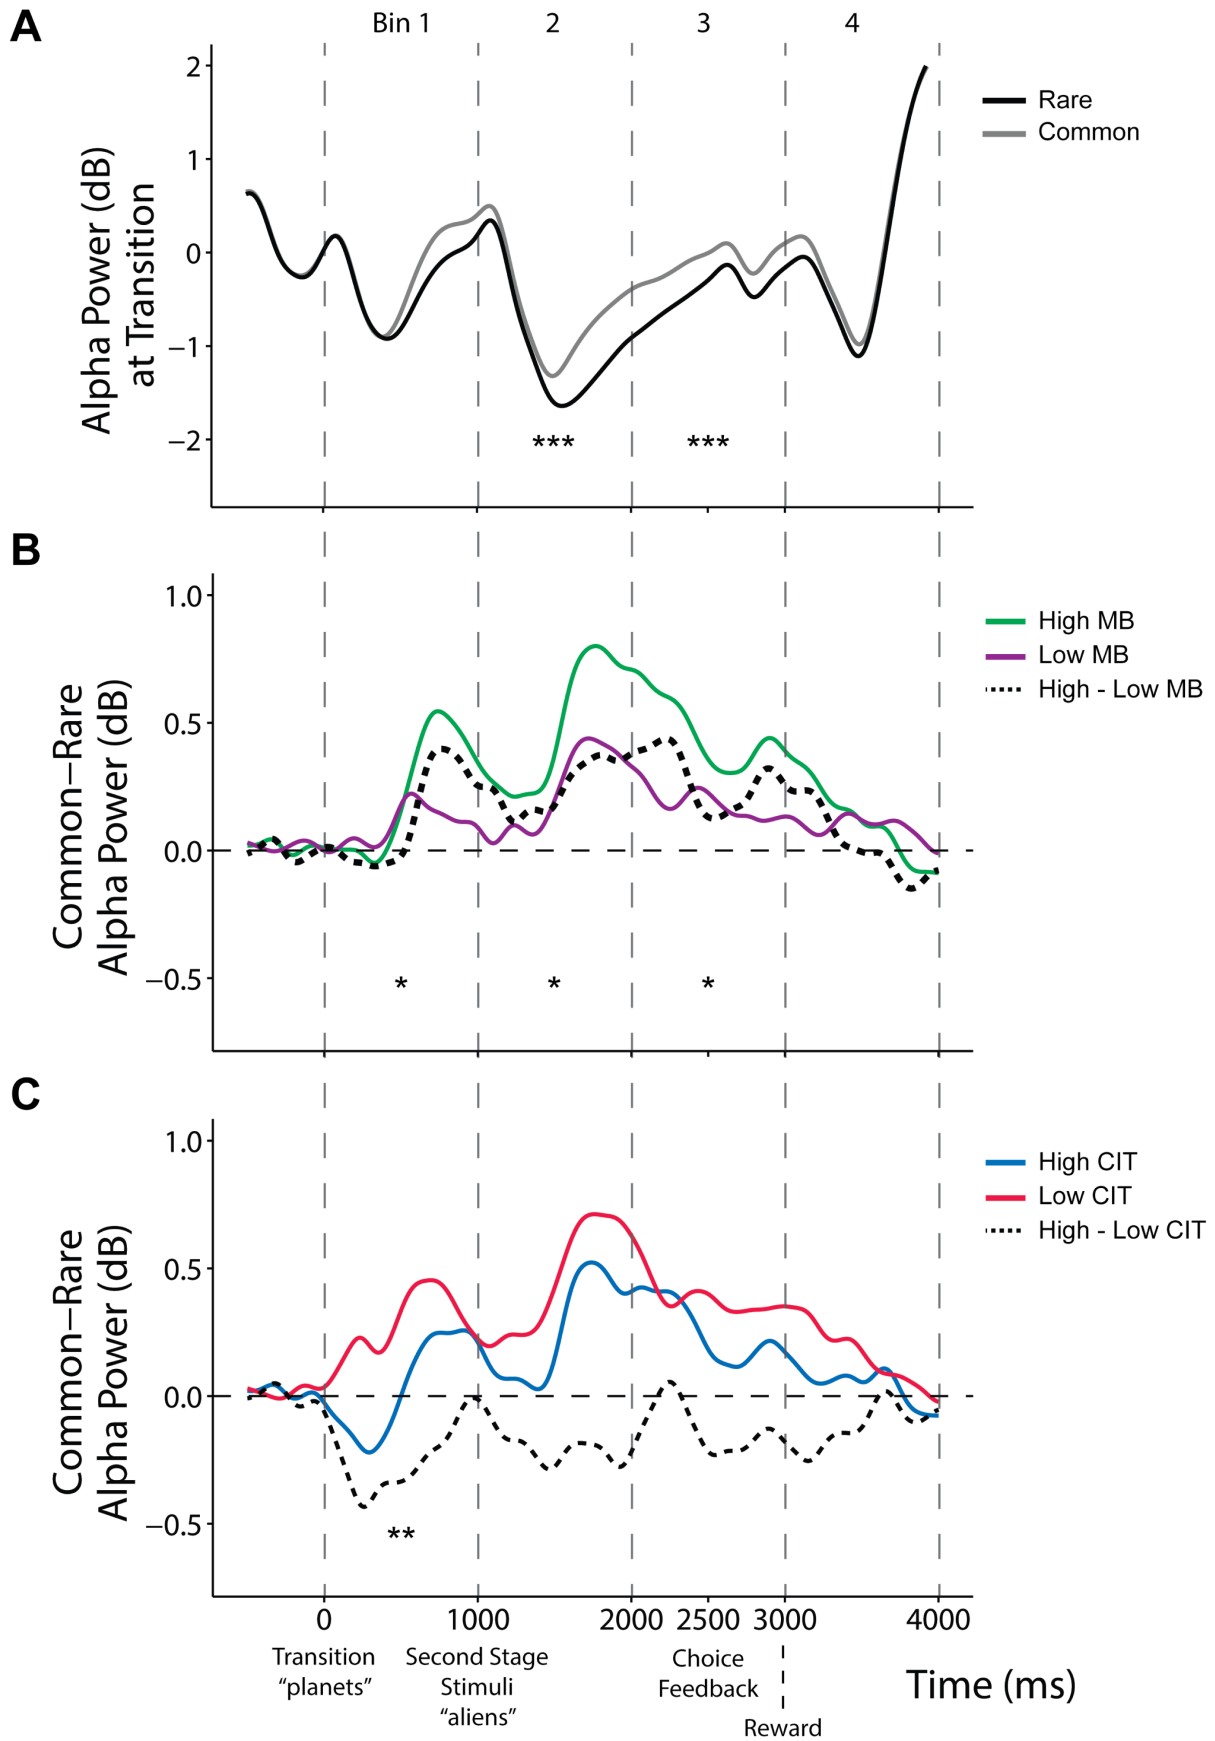 A
Bin 1 2 3 4
2
1
0
−1
−2
Alpha Power (dB)
at Transition
Rare
Common
*** ***
B
1.0
0.5
0.0
−0.5
Common−Rare
Alpha Power (dB)
High MB
Low MB
High - Low MB
* * *
C
1.0
0.5
0.0
−0.5
Common−Rare
Alpha Power (dB)
High CIT
Low CIT
High - Low CIT
**
0 1000 2000 2500 3000 4000
Transition
“planets”
Second Stage
Stimuli
“aliens”
Choice
Feedback
Reward
Time (ms)